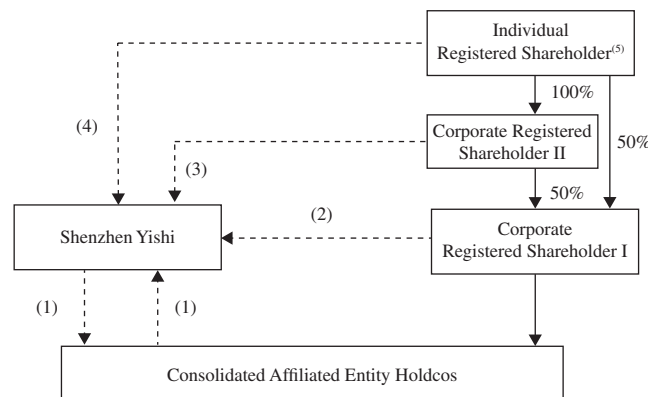 Individual
Registered Shareholder(5)
100%
(4)
Corporate Registered
Shareholder II
50%
(3)
50%
(2)
Shenzhen Yishi
Corporate
Registered Shareholder I
(1)
(1)
Consolidated Affiliated Entity Holdcos